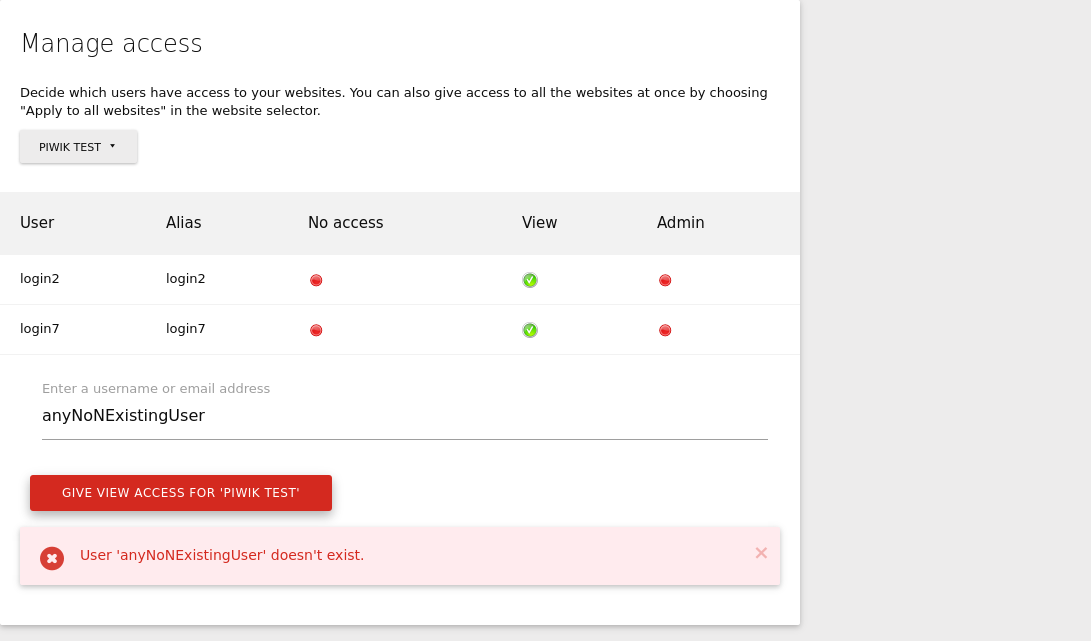 Manage access
Decide which users have access to your websites. You can also give access to all the websites at once by choosing
"Apply to all websites" in the website selector.
PIWIK TEST
User Alias No access View Admin
login2 login2
login7 login7
Enter a username or email address
anyNoNExistingUser
GIVE VIEW ACCESS FOR 'PIWIK TEST'
User 'anyNoNExistingUser' doesn't exist.